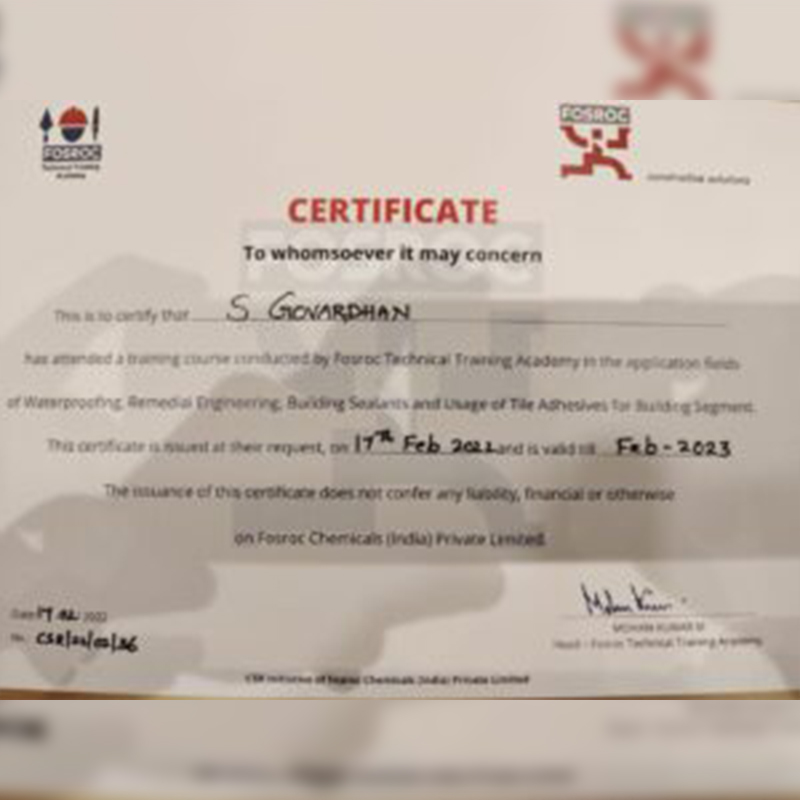 FOSROC
FOSROC
constructive solutions
CERTIFICATE
To whomsoever it may concern
This is to certify that S GOVARDHAN
has attended a training course conducted by Fosroc Technical Training Academy in the application fields
of Waterproofing, Remedial Engineering, Building Sealants and Usage of Tile Adhesives for Building Segment.
This certificate is issued at their request, on 17th Feb 2022 and is valid till Feb - 2023
The issuance of this certificate does not confer any liability, financial or otherwise
on Fosroc Chemicals (India) Private Limited.
Date 17 02 2022
No. CSR/
MOHAN KUMAR M
Head - Fosroc Technical Training Academy
CSR Initiative of Fosroc Chemicals (India) Private Limited